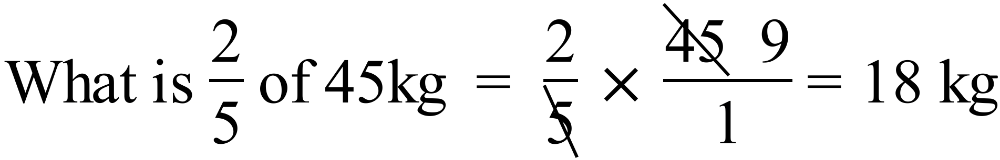 What is 2/5 of 45kg = 2/5 × 45 9/1 = 18 kg